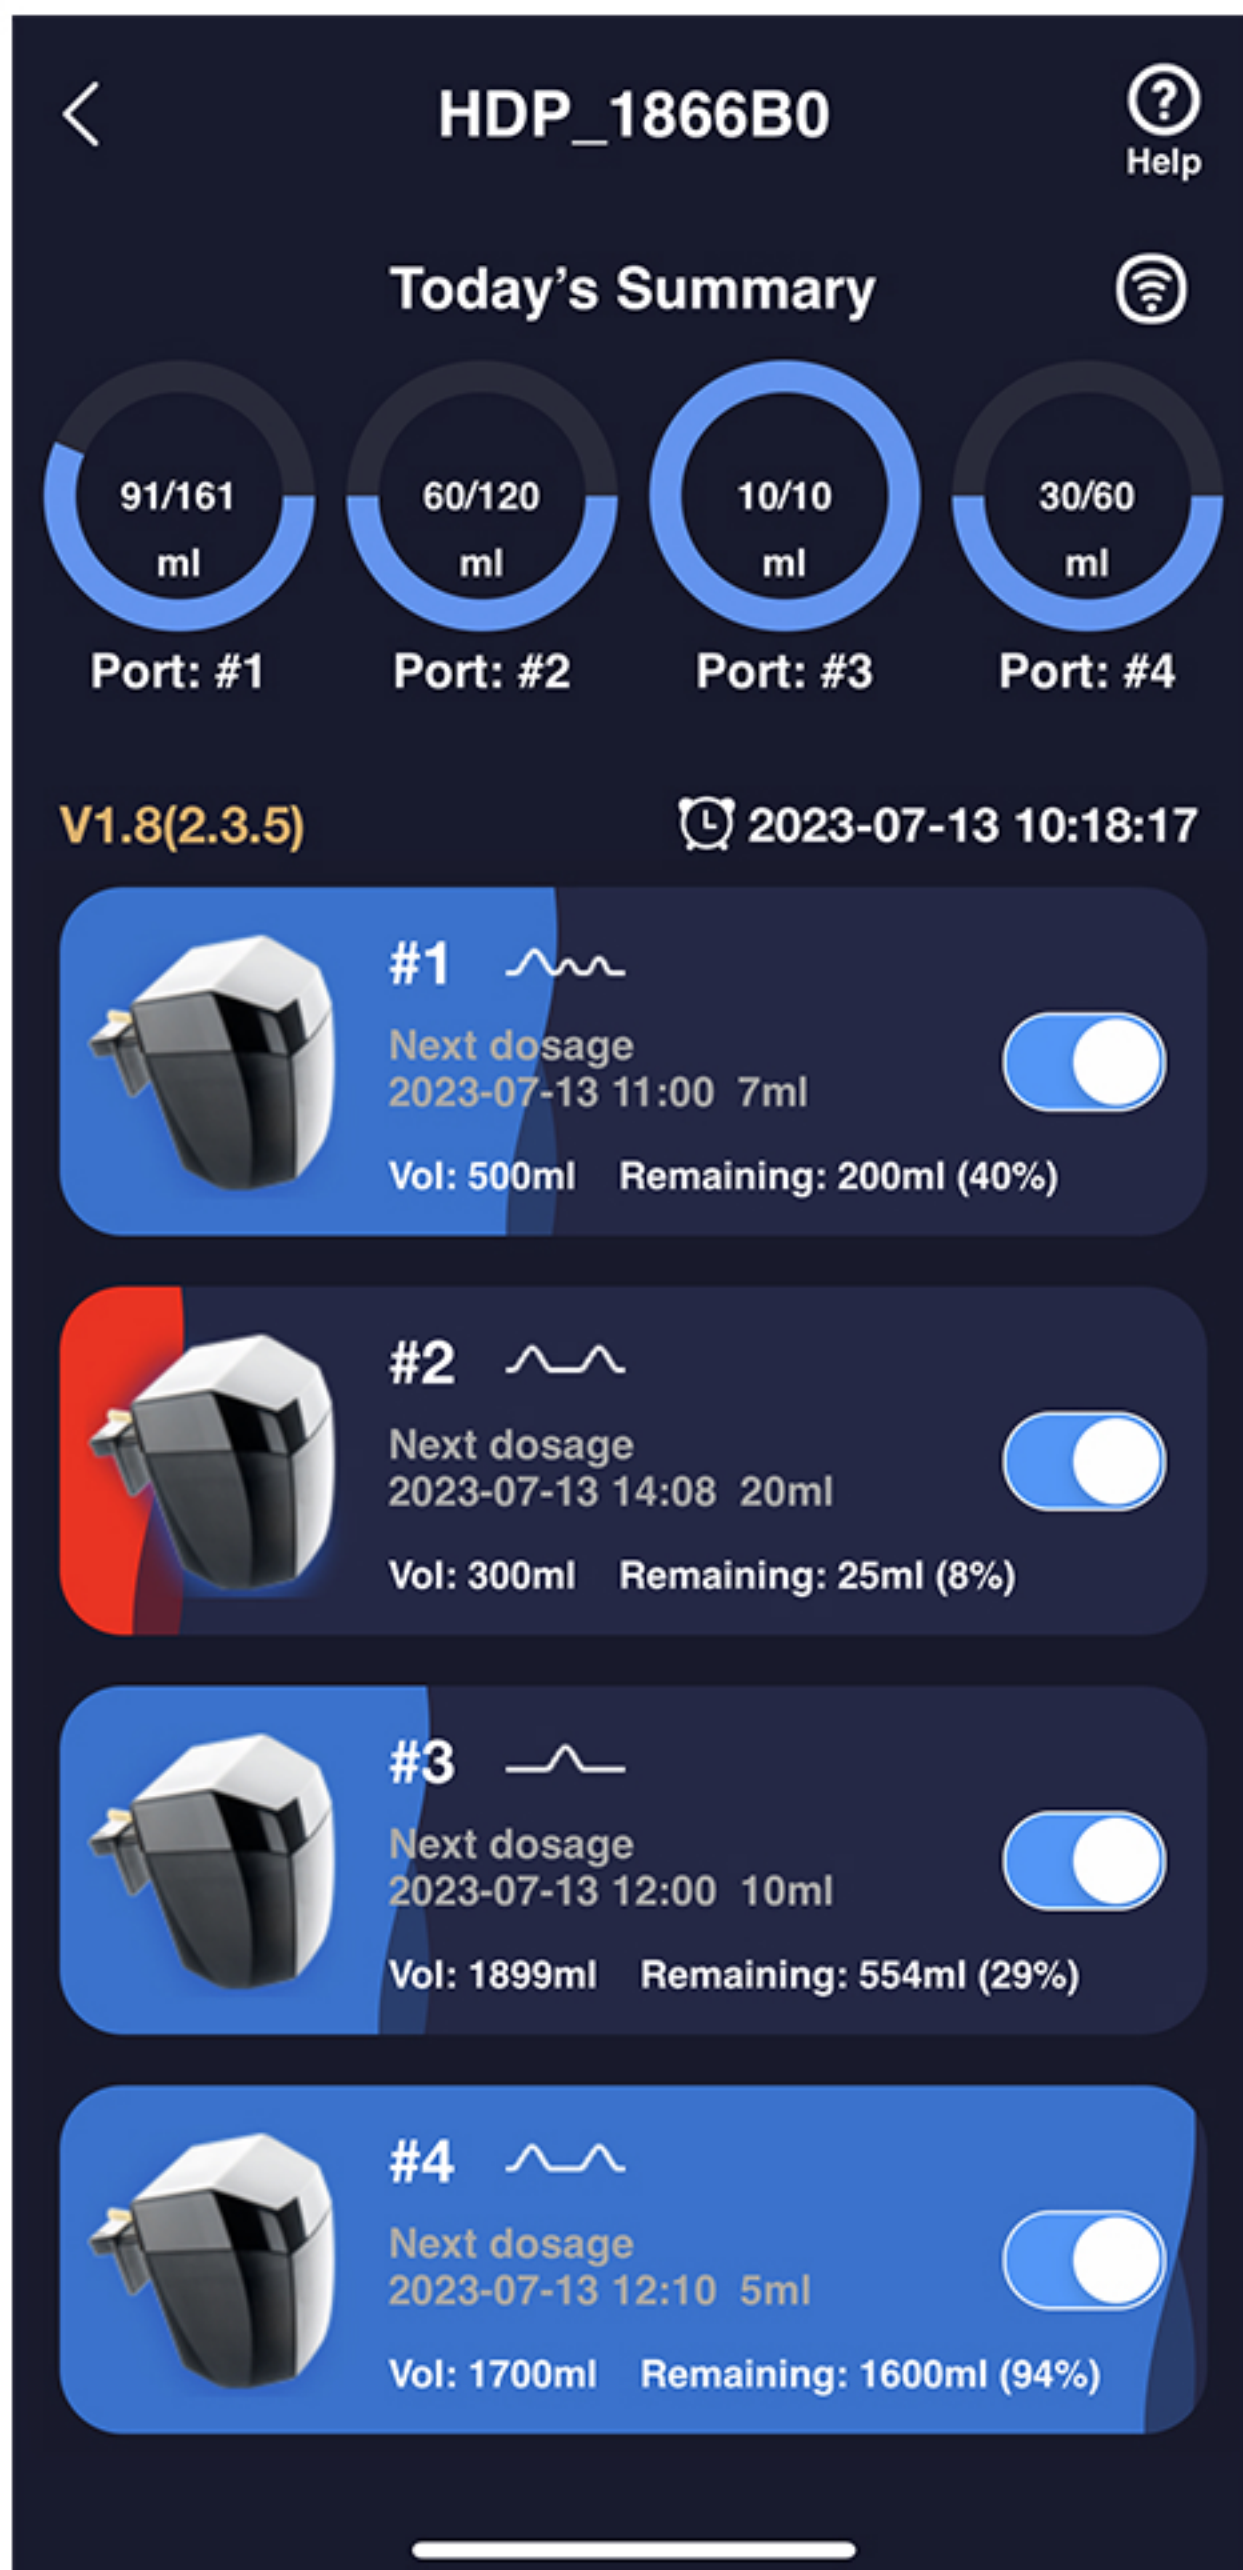 HDP_1866B0
Help
Today’s Summary
91/161
ml
60/120
ml
10/10
ml
30/60
ml
Port: #1
Port: #2
Port: #3
Port: #4
V1.8(2.3.5)
2023-07-13 10:18:17
#1
Next dosage
2023-07-13 11:00 7ml
Vol: 500ml Remaining: 200ml (40%)
#2
Next dosage
2023-07-13 14:08 20ml
Vol: 300ml Remaining: 25ml (8%)
#3
Next dosage
2023-07-13 12:00 10ml
Vol: 1899ml Remaining: 554ml (29%)
#4
Next dosage
2023-07-13 12:10 5ml
Vol: 1700ml Remaining: 1600ml (94%)